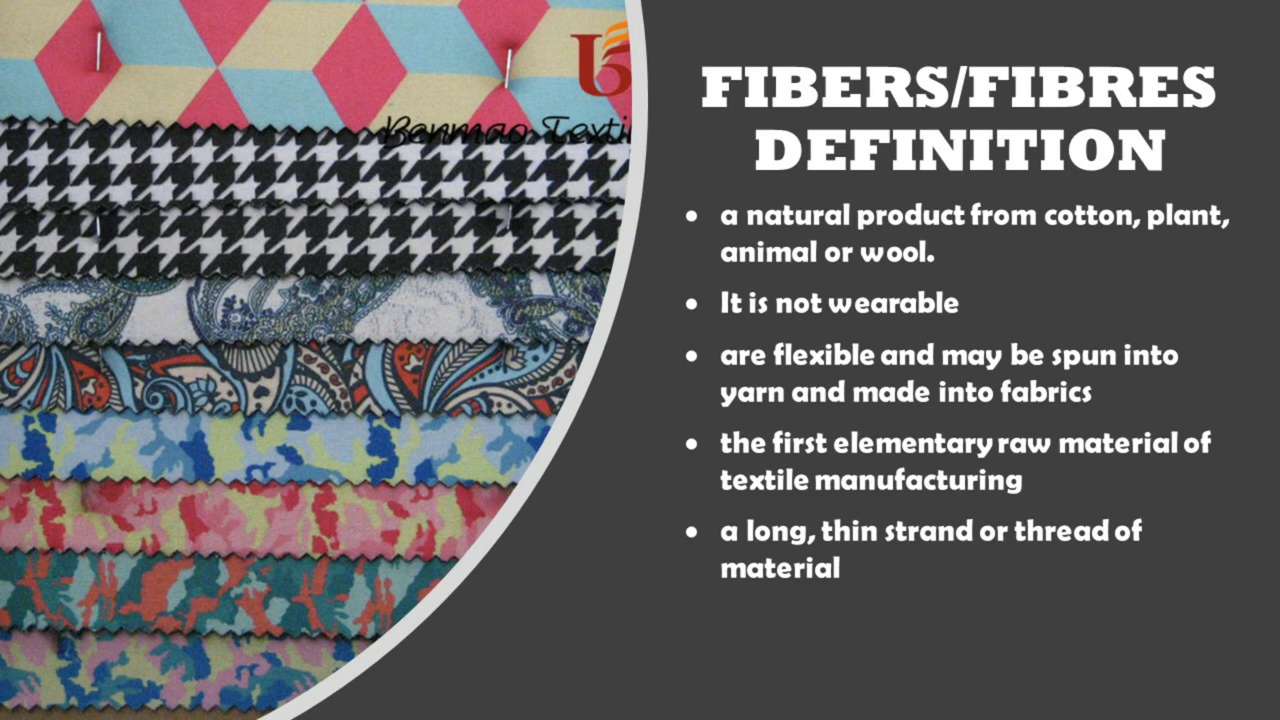 Benmao Texti
FIBERS/FIBRES
DEFINITION
• a natural product from cotton, plant,
animal or wool.
• It is not wearable
• are flexible and may be spun into
yarn and made into fabrics
• the first elementary raw material of
textile manufacturing
• a long, thin strand or thread of
material